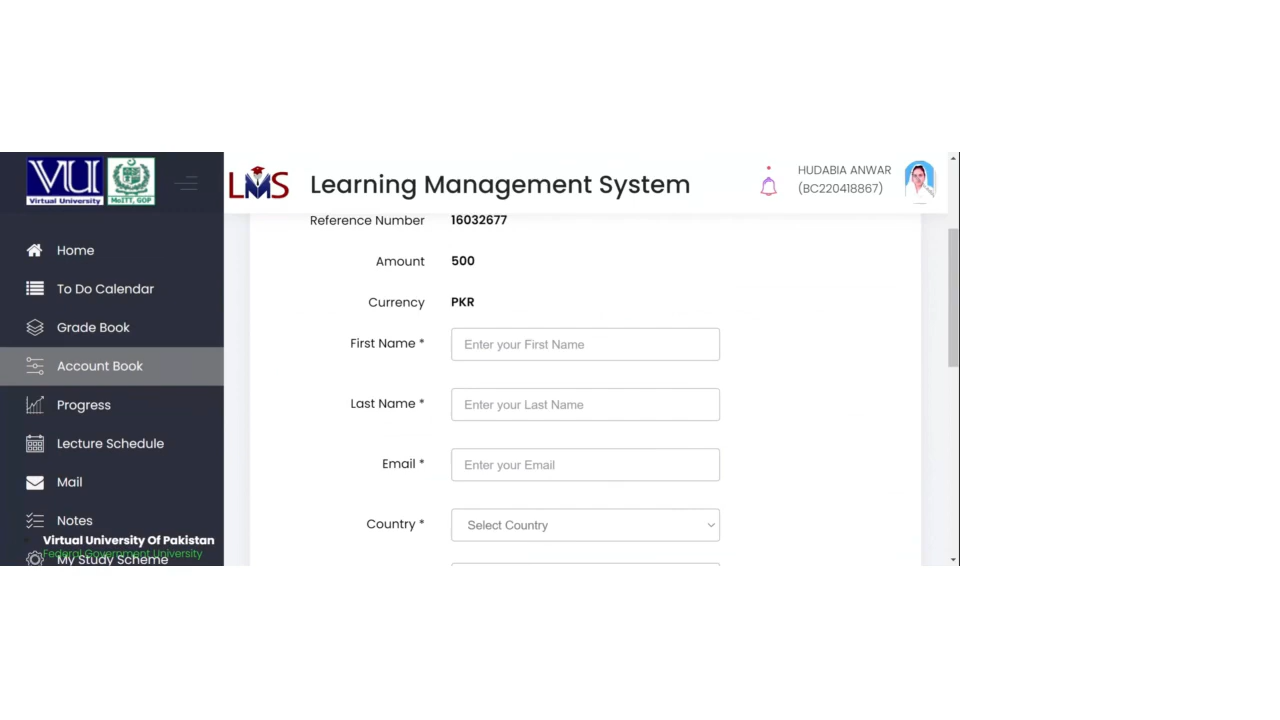 VU
Virtual University
MoITT, GOP
LMS
Learning Management System
HUDABIA ANWAR
(BC220418867)
Home
To Do Calendar
Grade Book
Account Book
Progress
Lecture Schedule
Mail
Notes
Virtual University Of Pakistan
Federal Government University
My Study Scheme
Reference Number 16032677
Amount 500
Currency PKR
First Name * Enter your First Name
Last Name * Enter your Last Name
Email * Enter your Email
Country * Select Country